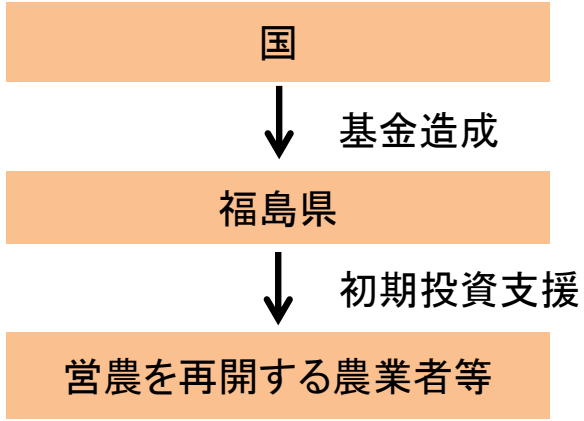 国
基金造成
福島県
初期投資支援
営農を再開する農業者等